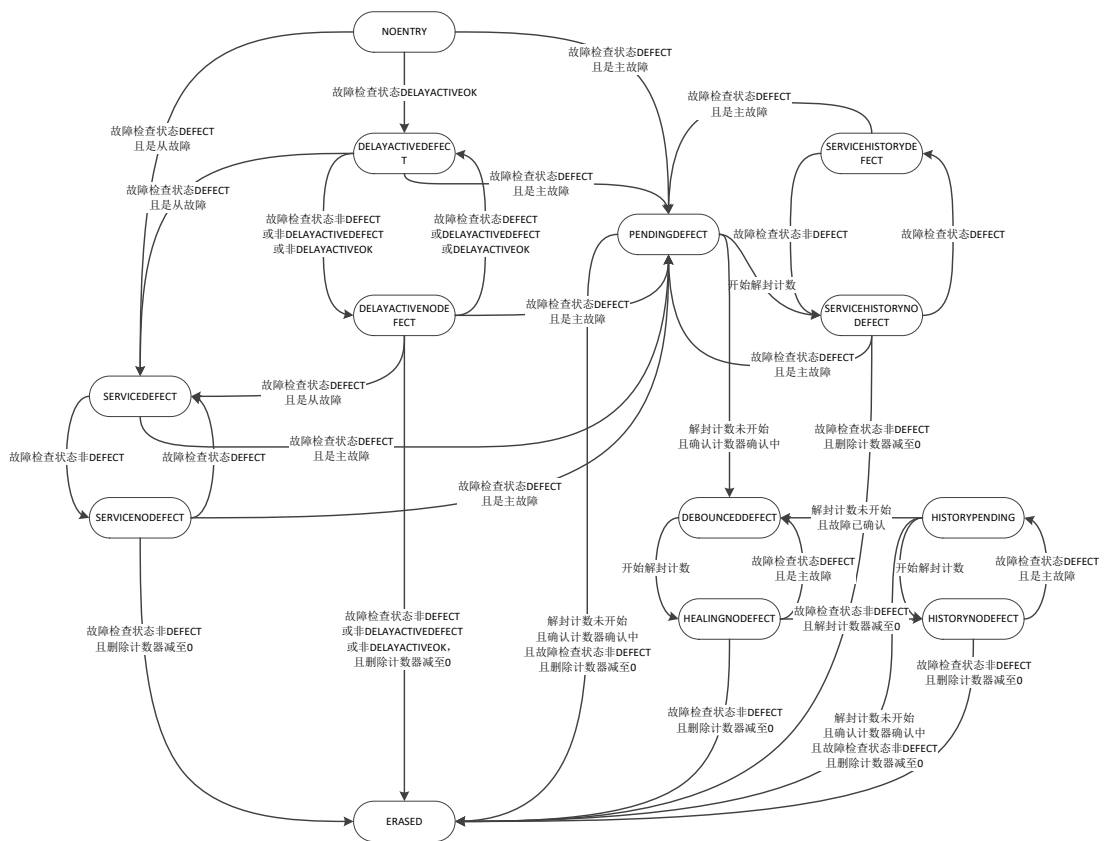 NOENTRY
故障检查状态DEFECT
且是主故障
故障检查状态DELAYACTIVEOK
故障检查状态DEFECT
且是主故障
故障检查状态DEFECT
且是从故障
DELAYACTIVEDEFEC
T
SERVICEHISTORYDE
FECT
故障检查状态DEFECT
且是从故障
故障检查状态DEFECT
且是主故障
故障检查状态非DEFECT
或非DELAYACTIVEDEFECT
或非DELAYACTIVEOK
故障检查状态DEFECT
或DELAYACTIVEDEFECT
或DELAYACTIVEOK
PENDINGDEFECT
故障检查状态非DEFECT
故障检查状态DEFECT
开始解封计数
DELAYACTIVENODE
FECT
故障检查状态DEFECT
且是主故障
SERVICEHISTORYNO
DEFECT
故障检查状态DEFECT
且是主故障
SERVICEDEFECT
故障检查状态DEFECT
且是从故障
故障检查状态非DEFECT
故障检查状态DEFECT
故障检查状态DEFECT
且是主故障
解封计数未开始
且确认计数器确认中
故障检查状态非DEFECT
且删除计数器减至0
故障检查状态DEFECT
且是主故障
SERVICENODEFECT
DEBOUNCEDDEFECT
解封计数未开始
且故障已确认
HISTORYPENDING
开始解封计数
故障检查状态DEFECT
且是主故障
开始解封计数
故障检查状态DEFECT
且是主故障
HEALINGNODEFECT
故障检查状态非DEFECT
且解封计数器减至0
HISTORYNODEFECT
故障检查状态非DEFECT
且删除计数器减至0
故障检查状态非DEFECT
或非DELAYACTIVEDEFECT
或非DELAYACTIVEOK，
且删除计数器减至0
解封计数未开始
且确认计数器确认中
且故障检查状态非DEFECT
且删除计数器减至0
故障检查状态非DEFECT
且删除计数器减至0
故障检查状态非DEFECT
且删除计数器减至0
解封计数未开始
且确认计数器确认中
且故障检查状态非DEFECT
且删除计数器减至0
ERASED